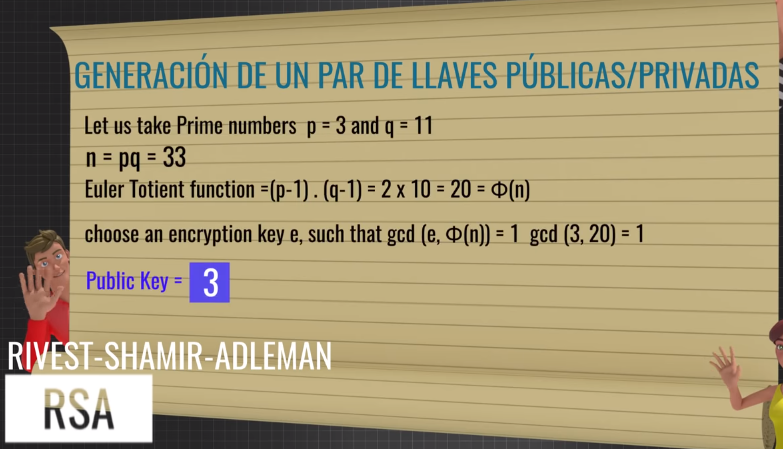 GENERACIÓN DE UN PAR DE LLAVES PÚBLICAS/PRIVADAS
Let us take Prime numbers p = 3 and q = 11
n = pq = 33
Euler Totient function =(p-1) . (q-1) = 2 x 10 = 20 = Φ(n)
choose an encryption key e, such that gcd (e, Φ(n)) = 1 gcd (3, 20) = 1
Public Key = 3
RIVEST-SHAMIR-ADLEMAN
RSA